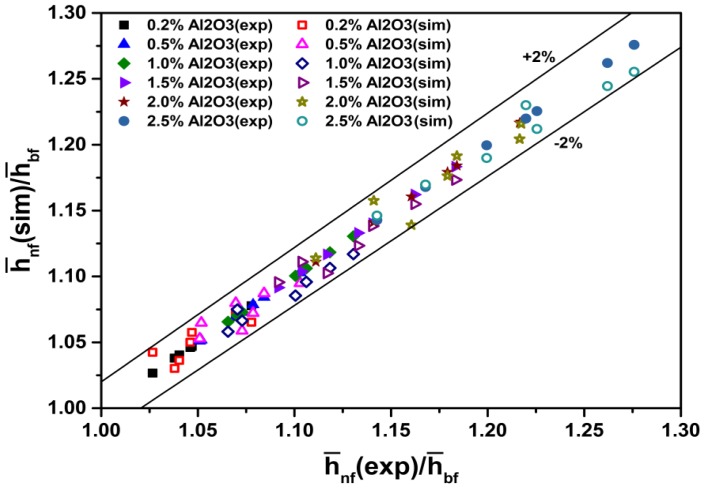 1.30
1.25
1.20
1.15
1.10
1.05
1.00
h̅nf(sim)/h̅bf
0.2% Al2O3(exp) 0.2% Al2O3(sim)
0.5% Al2O3(exp) 0.5% Al2O3(sim)
1.0% Al2O3(exp) 1.0% Al2O3(sim)
1.5% Al2O3(exp) 1.5% Al2O3(sim)
2.0% Al2O3(exp) 2.0% Al2O3(sim)
2.5% Al2O3(exp) 2.5% Al2O3(sim)
+2%
-2%
1.00 1.05 1.10 1.15 1.20 1.25 1.30
h̅nf(exp)/h̅bf